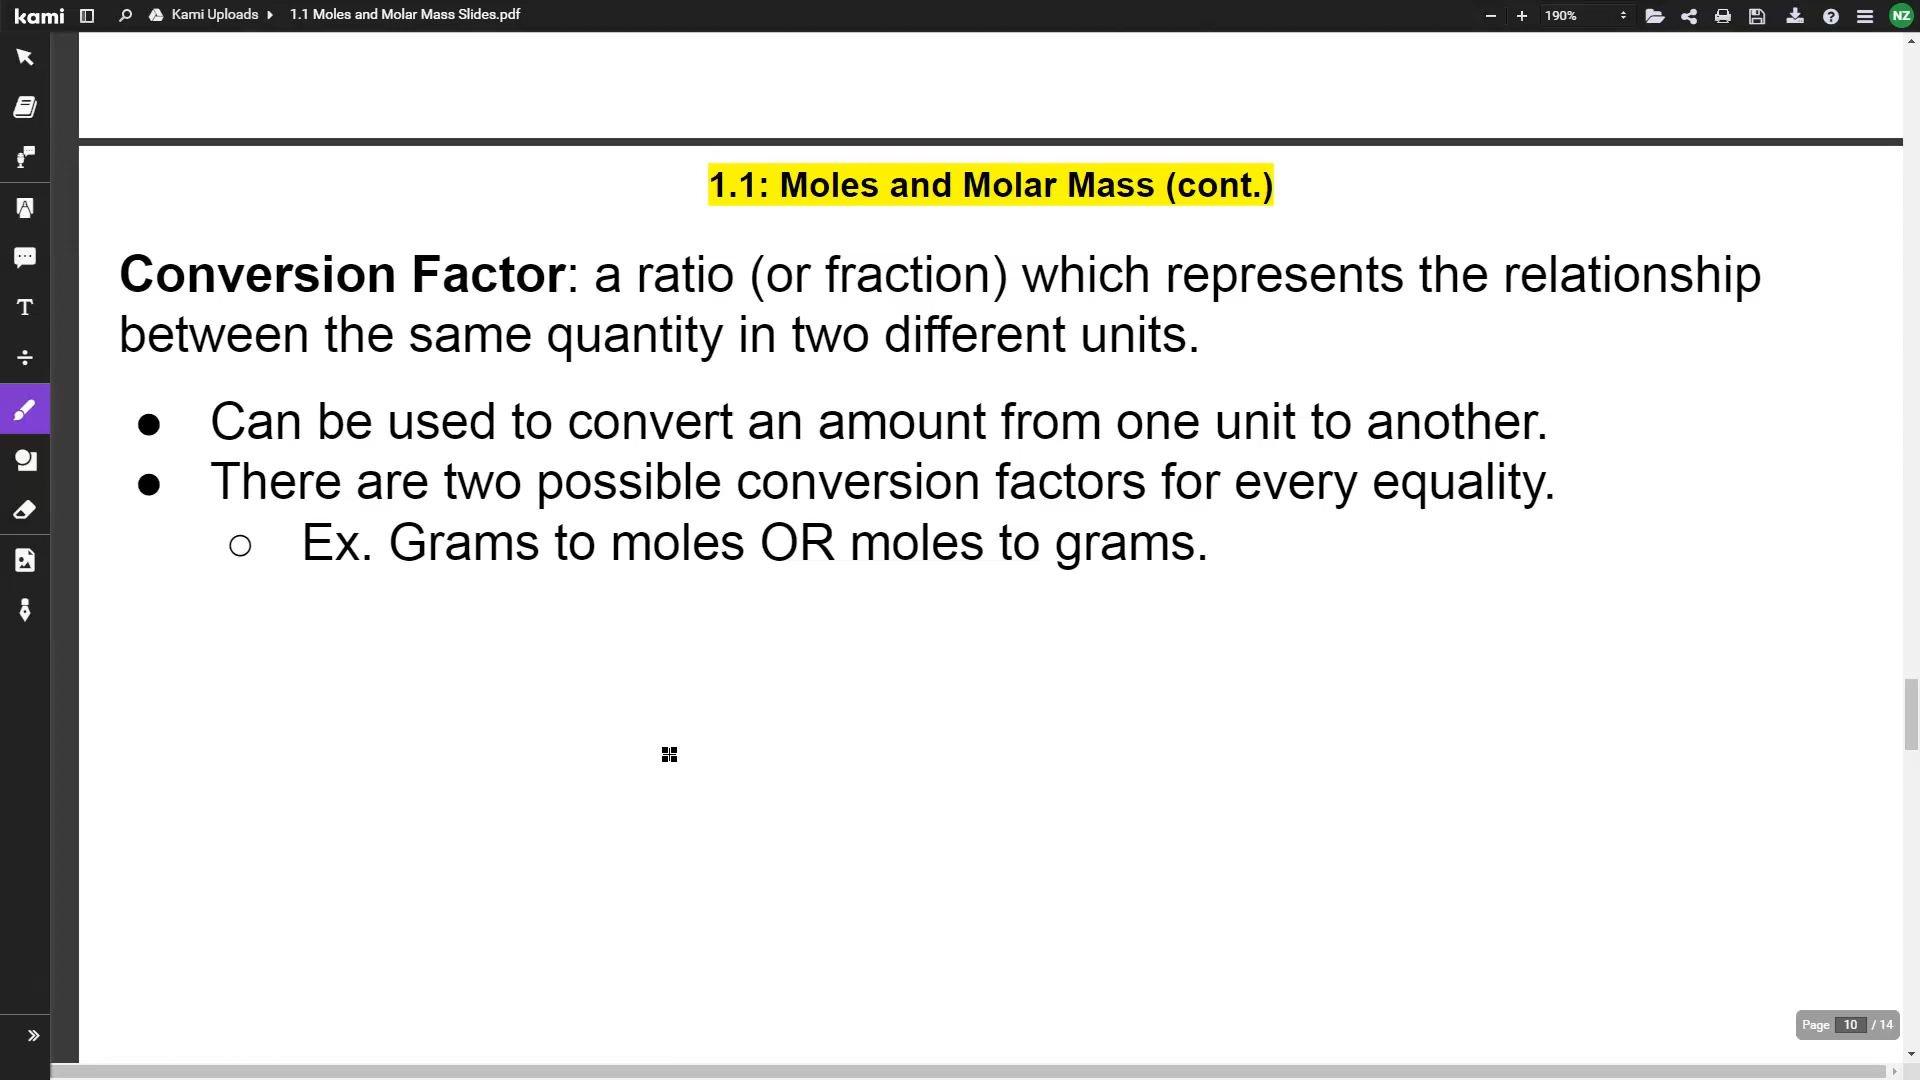 kami Kami Uploads 1.1 Moles and Molar Mass Slides.pdf 190% NZ
1.1: Moles and Molar Mass (cont.)
Conversion Factor: a ratio (or fraction) which represents the relationship
between the same quantity in two different units.
● Can be used to convert an amount from one unit to another.
● There are two possible conversion factors for every equality.
○ Ex. Grams to moles OR moles to grams.
Page 10 / 14